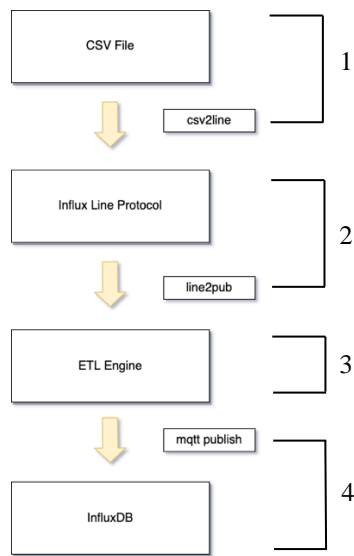 CSV File
1
csv2line
Influx Line Protocol
2
line2pub
ETL Engine
3
mqtt publish
4
InfluxDB